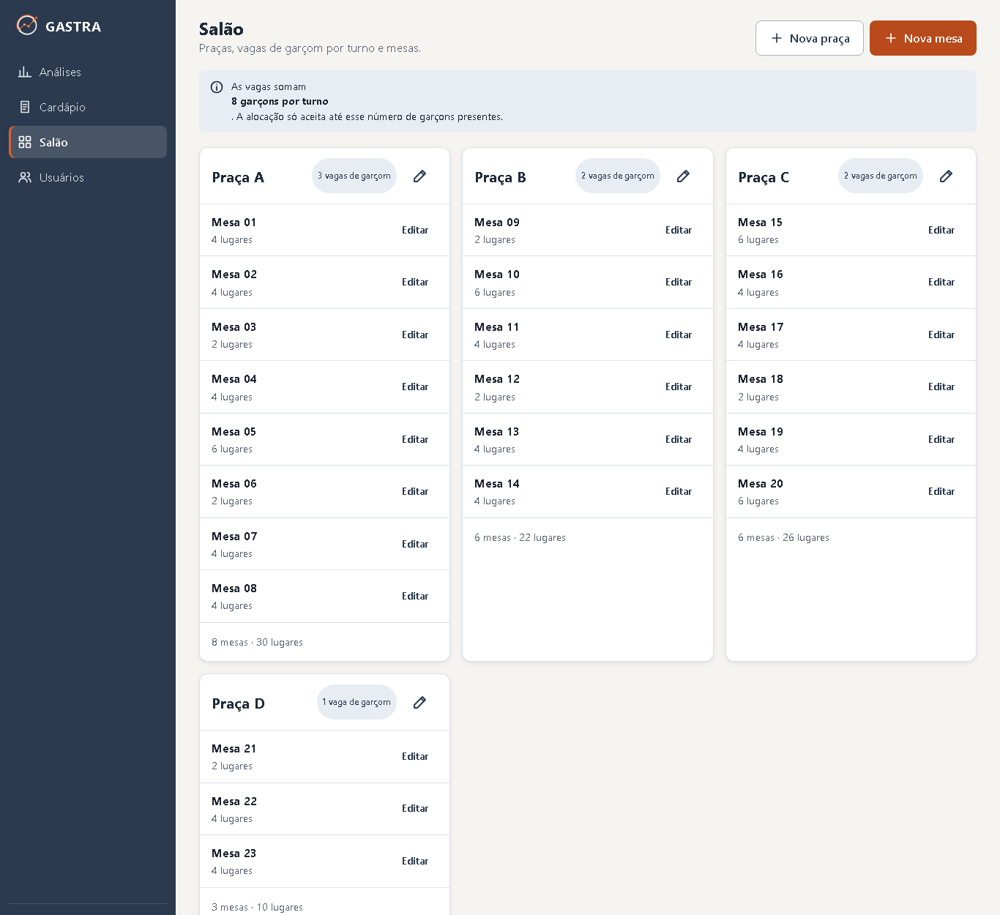 GASTRA
Análises
Cardápio
Salão
Usuários
Salão
Praças, vagas de garçom por turno e mesas.
Nova praça
Nova mesa
As vagas somam
8 garçons por turno
. A alocação só aceita até esse número de garçons presentes.
Praça A
3 vagas de garçom
Mesa 01
4 lugares
Editar
Mesa 02
4 lugares
Editar
Mesa 03
2 lugares
Editar
Mesa 04
4 lugares
Editar
Mesa 05
6 lugares
Editar
Mesa 06
2 lugares
Editar
Mesa 07
4 lugares
Editar
Mesa 08
4 lugares
Editar
8 mesas · 30 lugares
Praça B
2 vagas de garçom
Mesa 09
2 lugares
Editar
Mesa 10
6 lugares
Editar
Mesa 11
4 lugares
Editar
Mesa 12
2 lugares
Editar
Mesa 13
4 lugares
Editar
Mesa 14
4 lugares
Editar
6 mesas · 22 lugares
Praça C
2 vagas de garçom
Mesa 15
6 lugares
Editar
Mesa 16
4 lugares
Editar
Mesa 17
4 lugares
Editar
Mesa 18
2 lugares
Editar
Mesa 19
4 lugares
Editar
Mesa 20
6 lugares
Editar
6 mesas · 26 lugares
Praça D
1 vaga de garçom
Mesa 21
2 lugares
Editar
Mesa 22
4 lugares
Editar
Mesa 23
4 lugares
Editar
3 mesas · 10 lugares